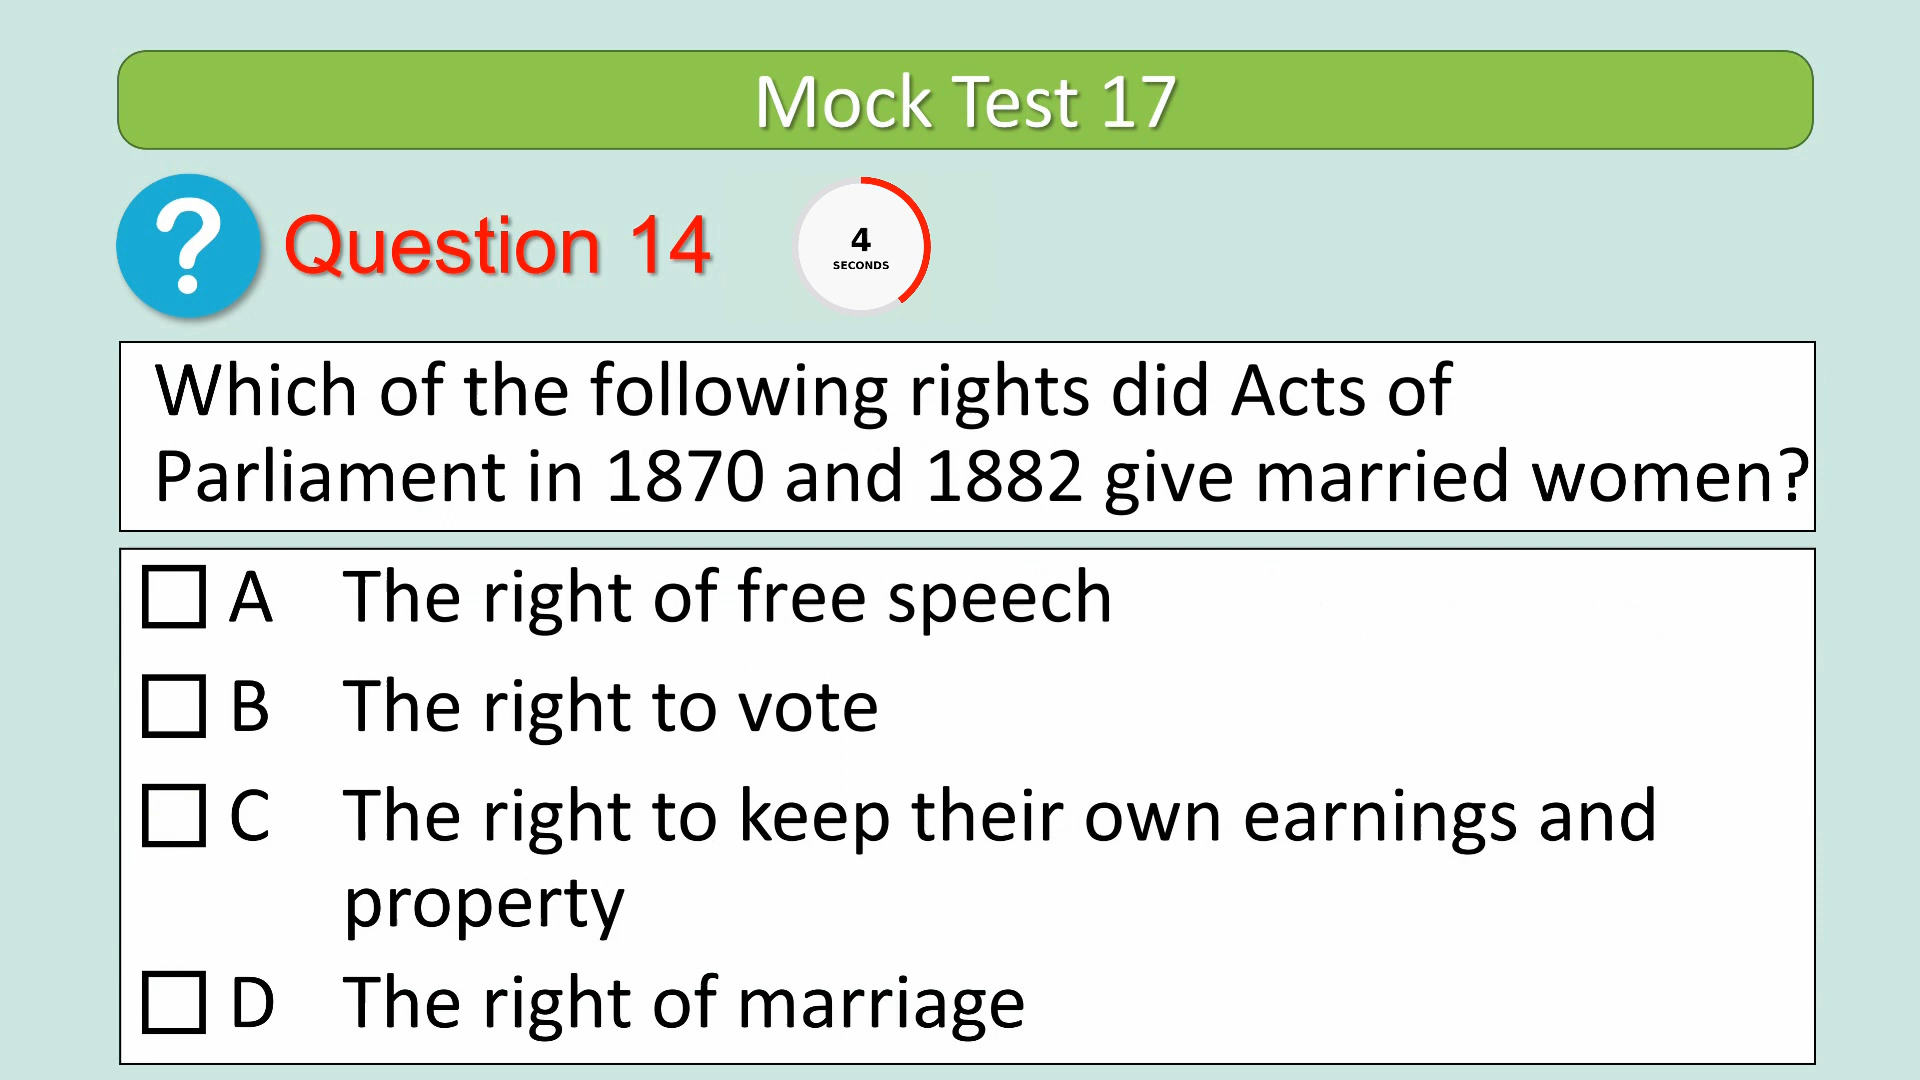 Mock Test 17
?
Question 14
4
SECONDS
Which of the following rights did Acts of
Parliament in 1870 and 1882 give married women?
A The right of free speech
B The right to vote
C The right to keep their own earnings and
property
D The right of marriage